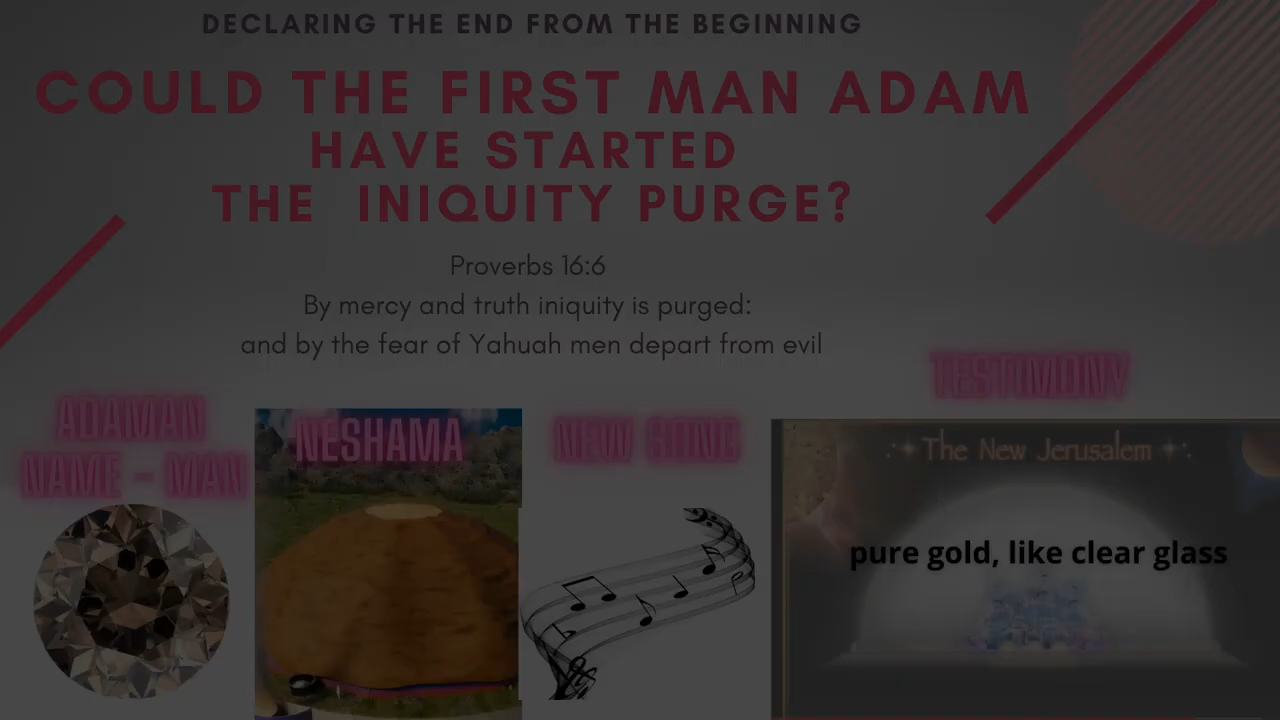 DECLARING THE END FROM THE BEGINNING
COULD THE FIRST MAN ADAM
HAVE STARTED
THE INIQUITY PURGE?
Proverbs 16:6
By mercy and truth iniquity is purged:
and by the fear of Yahuah men depart from evil
TESTIMONY
ADAMAN
NAME - MAN
NESHAMA
NEW SONG
The New Jerusalem
pure gold, like clear glass